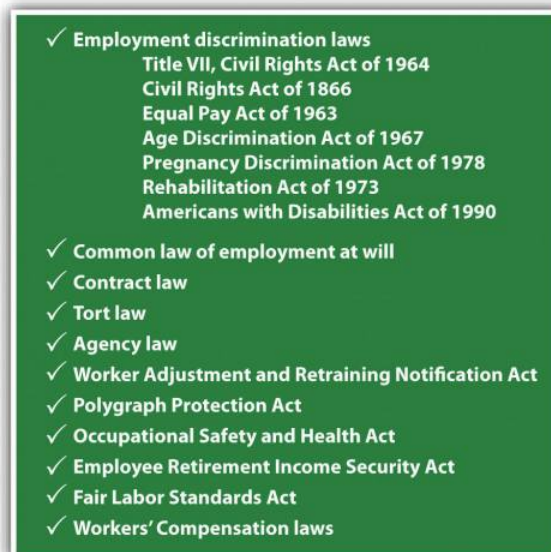 ✓ Employment discrimination laws
Title VII, Civil Rights Act of 1964
Civil Rights Act of 1866
Equal Pay Act of 1963
Age Discrimination Act of 1967
Pregnancy Discrimination Act of 1978
Rehabilitation Act of 1973
Americans with Disabilities Act of 1990
✓ Common law of employment at will
✓ Contract law
✓ Tort law
✓ Agency law
✓ Worker Adjustment and Retraining Notification Act
✓ Polygraph Protection Act
✓ Occupational Safety and Health Act
✓ Employee Retirement Income Security Act
✓ Fair Labor Standards Act
✓ Workers’ Compensation laws